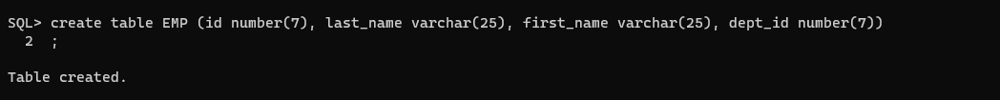 SQL> create table EMP (id number(7), last_name varchar(25), first_name varchar(25), dept_id number(7))
  2  ;
Table created.